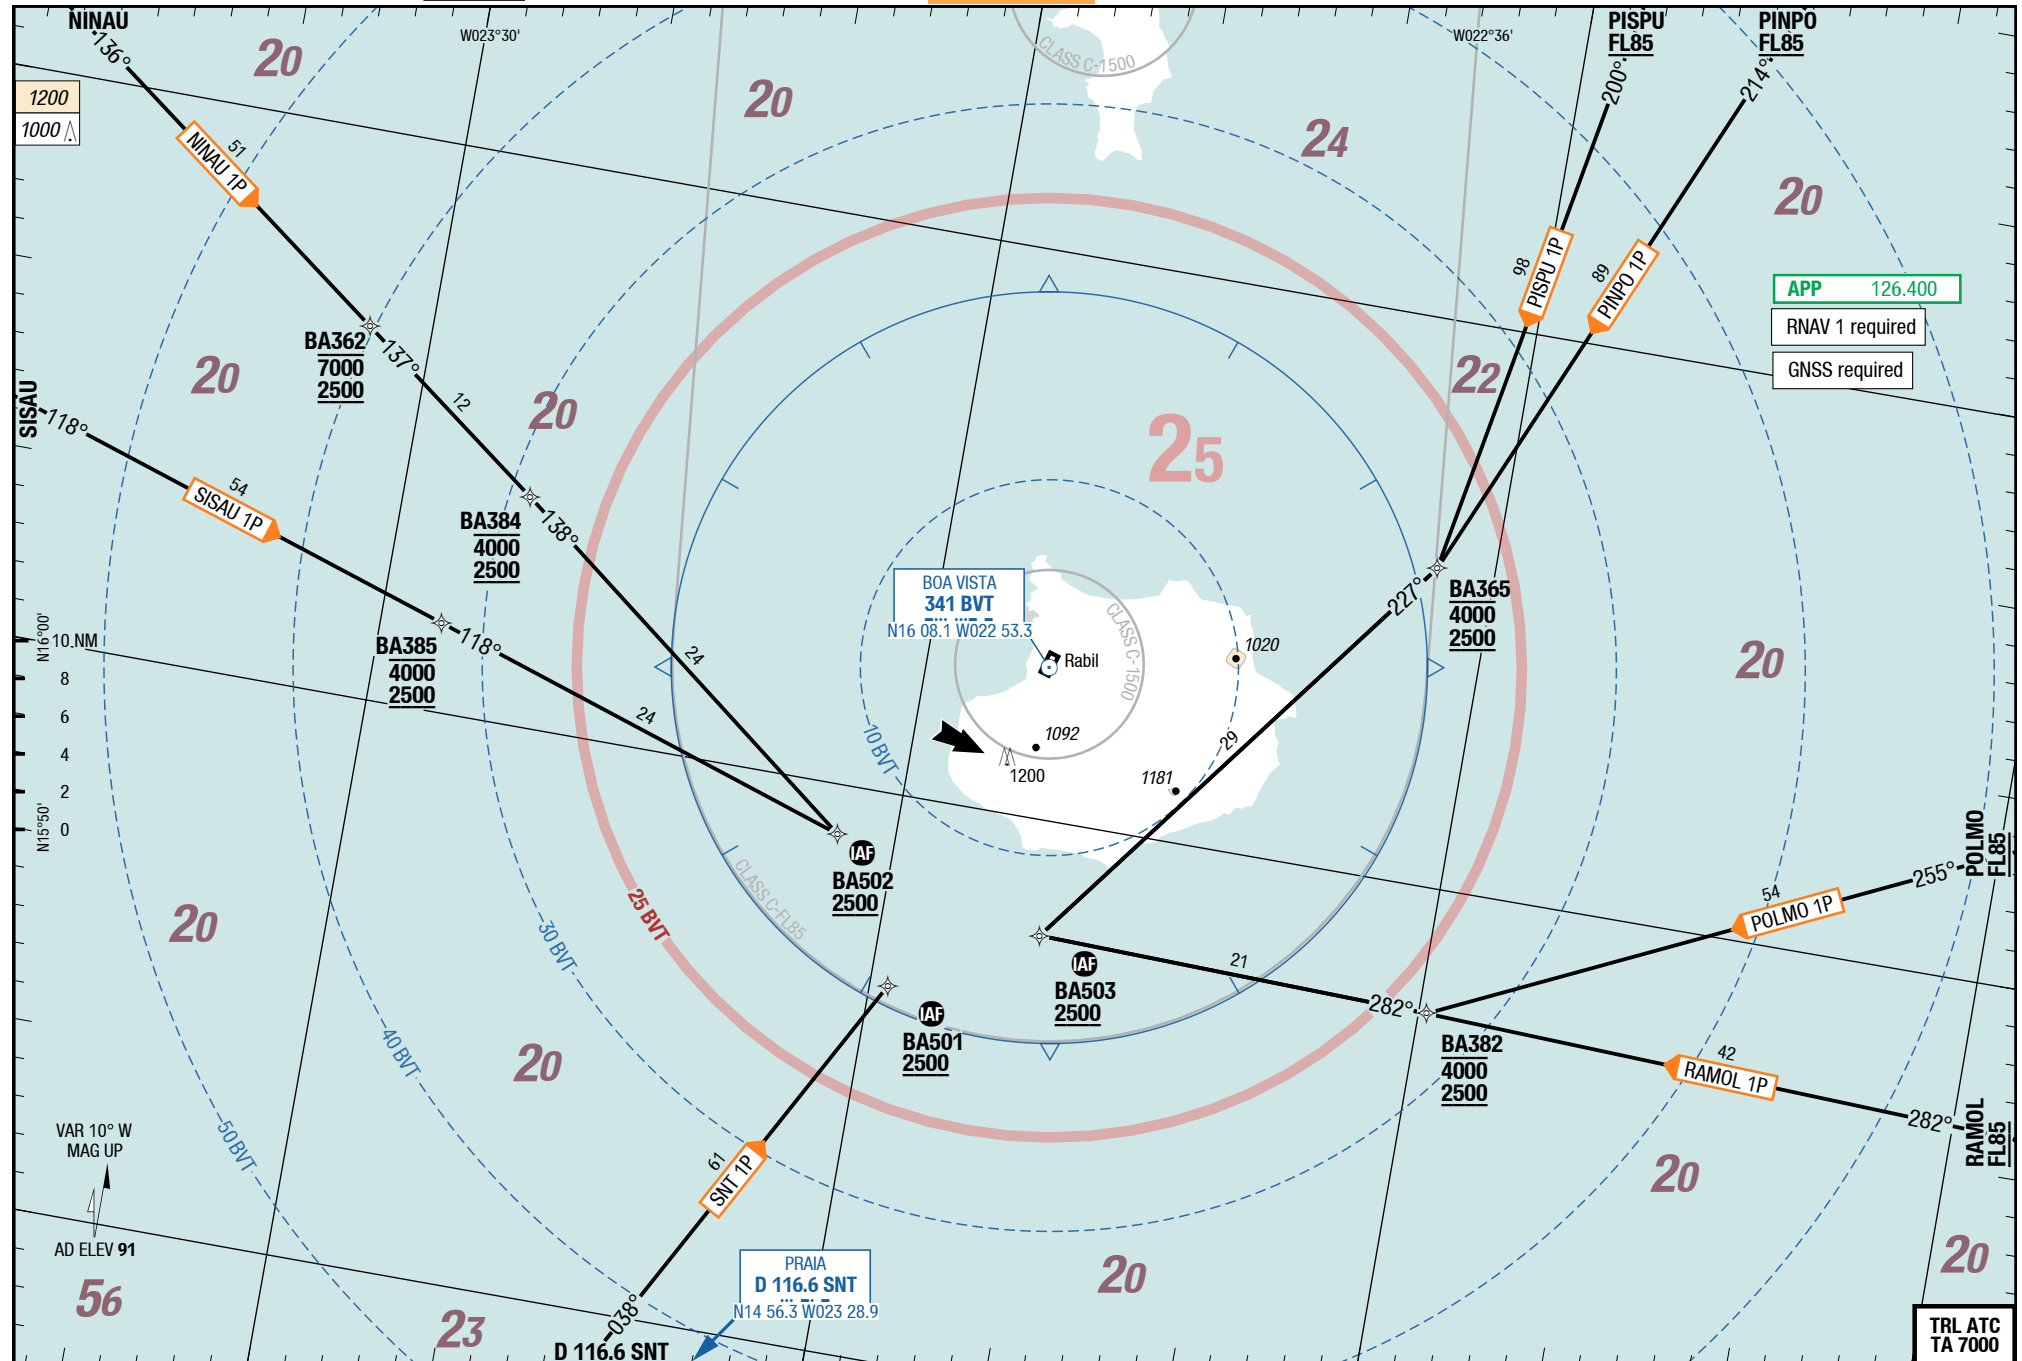 NINAU
136°
W023°30'
CLASS C-1500
W022°36'
PISPU
FL85
200°
PINPO
FL85
214°
20
20
24
20
1200
1000
51
NINAU 1P
98
PISPU 1P
89
PINPO 1P
APP 126.400
RNAV 1 required
GNSS required
BA362
7000
2500
137°
12
20
20
22
25
SISAU
118°
54
SISAU 1P
BA384
4000
2500
138°
BA385
4000
2500
118°
24
24
BOA VISTA
341 BVT
N16 08.1 W022 53.3
Rabil
CLASS C-1500
1020
227°
BA365
4000
2500
20
N16°00'
10 NM
8
6
4
2
0
N15°50'
10 BVT
1092
1200
1181
29
IAF
BA502
2500
CLASS C-FL85
25 BVT
30 BVT
40 BVT
50 BVT
20
IAF
BA503
2500
IAF
BA501
2500
21
282°
BA382
4000
2500
54
POLMO 1P
255°
POLMO
FL85
42
RAMOL 1P
282°
RAMOL
FL85
20
20
20
20
VAR 10° W
MAG UP
AD ELEV 91
56
23
61
SNT 1P
038°
D 116.6 SNT
PRAIA
D 116.6 SNT
N14 56.3 W023 28.9
TRL ATC
TA 7000